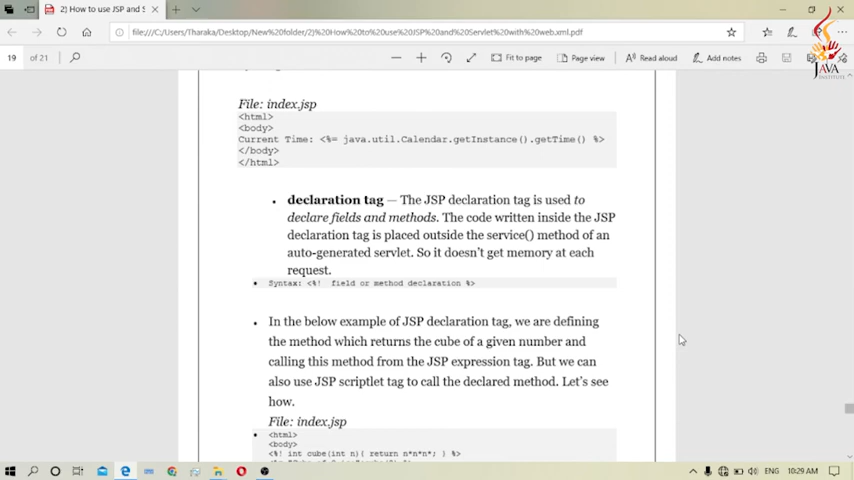 2) How to use JSP and S
file:///C:/Users/Tharaka/Desktop/New%20folder/2)%20How%20to%20use%20JSP%20and%20Servlet%20with%20web.xml.pdf
19 of 21
Fit to page
Page view
Read aloud
Add notes
JAVA
INSTITUTE
File: index.jsp
<html>
<body>
Current Time: <%= java.util.Calendar.getInstance().getTime() %>
</body>
</html>
• declaration tag — The JSP declaration tag is used to
declare fields and methods. The code written inside the JSP
declaration tag is placed outside the service() method of an
auto-generated servlet. So it doesn't get memory at each
request.
• Syntax: <%! field or method declaration %>
• In the below example of JSP declaration tag, we are defining
the method which returns the cube of a given number and
calling this method from the JSP expression tag. But we can
also use JSP scriptlet tag to call the declared method. Let's see
how.
File: index.jsp
• <html>
<body>
<%! int cube(int n){ return n*n*n*; } %>
ENG
10:29 AM